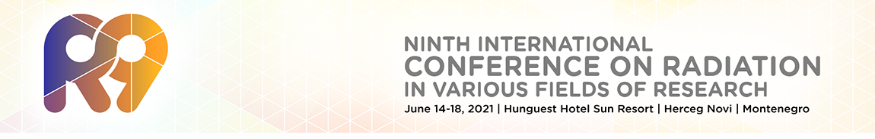 R9
NINTH INTERNATIONAL
CONFERENCE ON RADIATION
IN VARIOUS FIELDS OF RESEARCH
June 14-18, 2021 | Hunguest Hotel Sun Resort | Herceg Novi | Montenegro